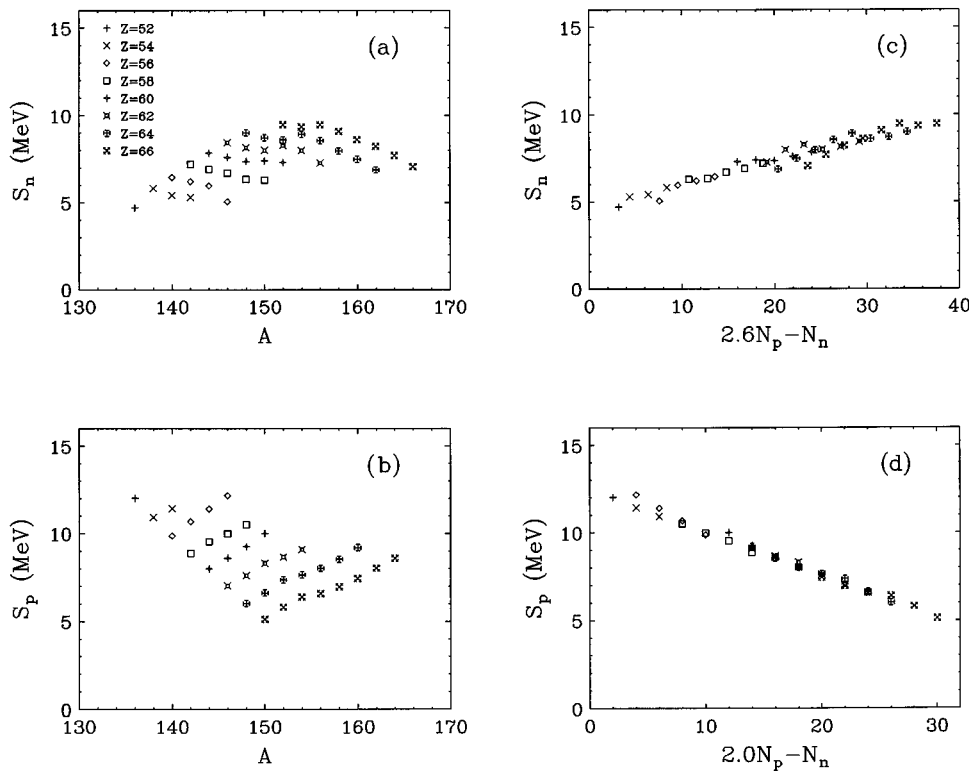 (a)
Z=52
Z=54
Z=56
Z=58
Z=60
Z=62
Z=64
Z=66
15
10
5
0
S_n (MeV)
130 140 150 160 170
A
(c)
15
10
5
0
S_n (MeV)
0 10 20 30 40
2.6N_p−N_n
(b)
15
10
5
0
S_p (MeV)
130 140 150 160 170
A
(d)
15
10
5
0
S_p (MeV)
0 10 20 30
2.0N_p−N_n